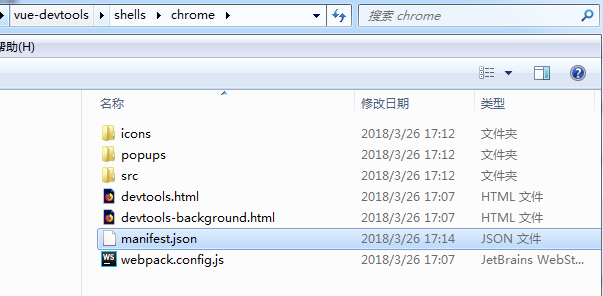 vue-devtools shells chrome 搜索 chrome
帮助(H)
名称 修改日期 类型
icons 2018/3/26 17:12 文件夹
popups 2018/3/26 17:12 文件夹
src 2018/3/26 17:12 文件夹
devtools.html 2018/3/26 17:07 HTML 文件
devtools-background.html 2018/3/26 17:07 HTML 文件
manifest.json 2018/3/26 17:14 JSON 文件
WS webpack.config.js 2018/3/26 17:07 JetBrains WebSt...